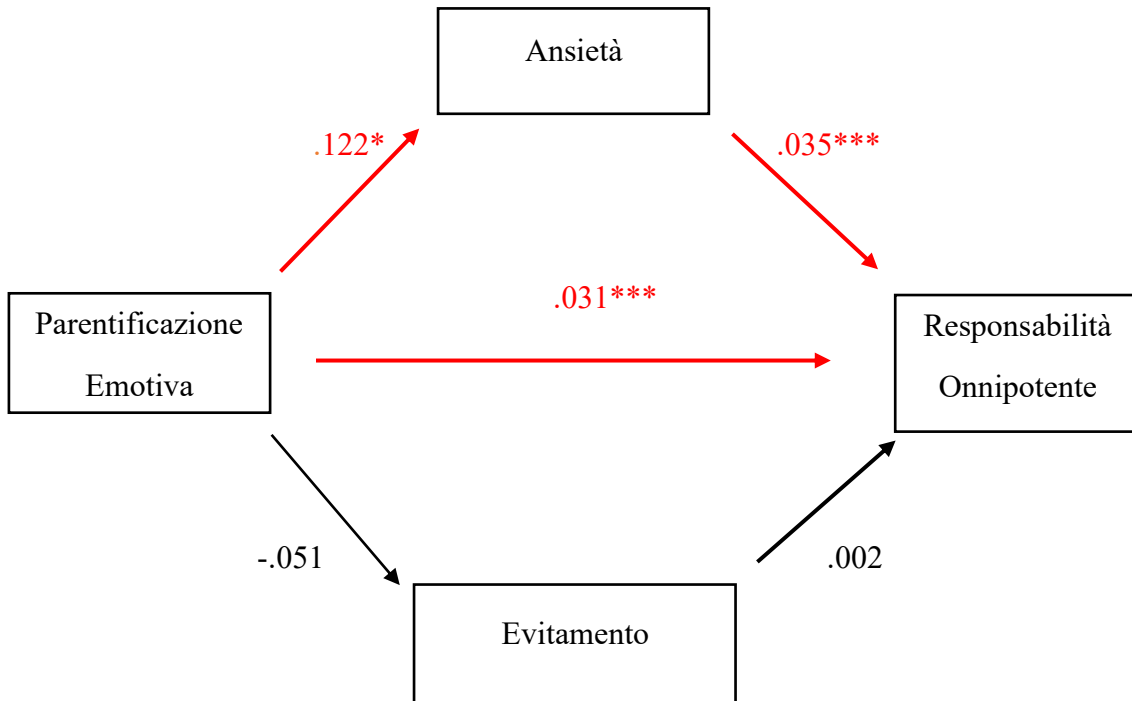 Ansietà
.122*
.035***
.031***
Parentificazione
Emotiva
Responsabilità
Onnipotente
-.051
.002
Evitamento